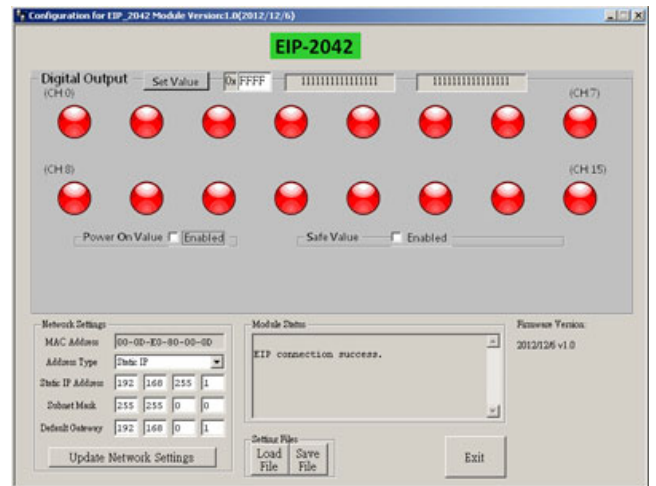 Configuration for EIP_2042 Module Version:1.0(2012/12/6)
EIP-2042
Digital Output Set Value 0x FFFF 1111111111111111 1111111111111111
(CH:0) (CH:7)
(CH:8) (CH 15)
Power On Value Enabled Safe Value Enabled
Network Settings
MAC Address 00-0D-E0-80-00-0D
Address Type Static IP
Static IP Address 192 168 255 1
Subnet Mask 255 255 0 0
Default Gateway 192 168 0 1
Update Network Settings
Module Status
EIP connection success.
Setting Files
Load File Save File
Firmware Version:
2012/12/6 v1.0
Exit